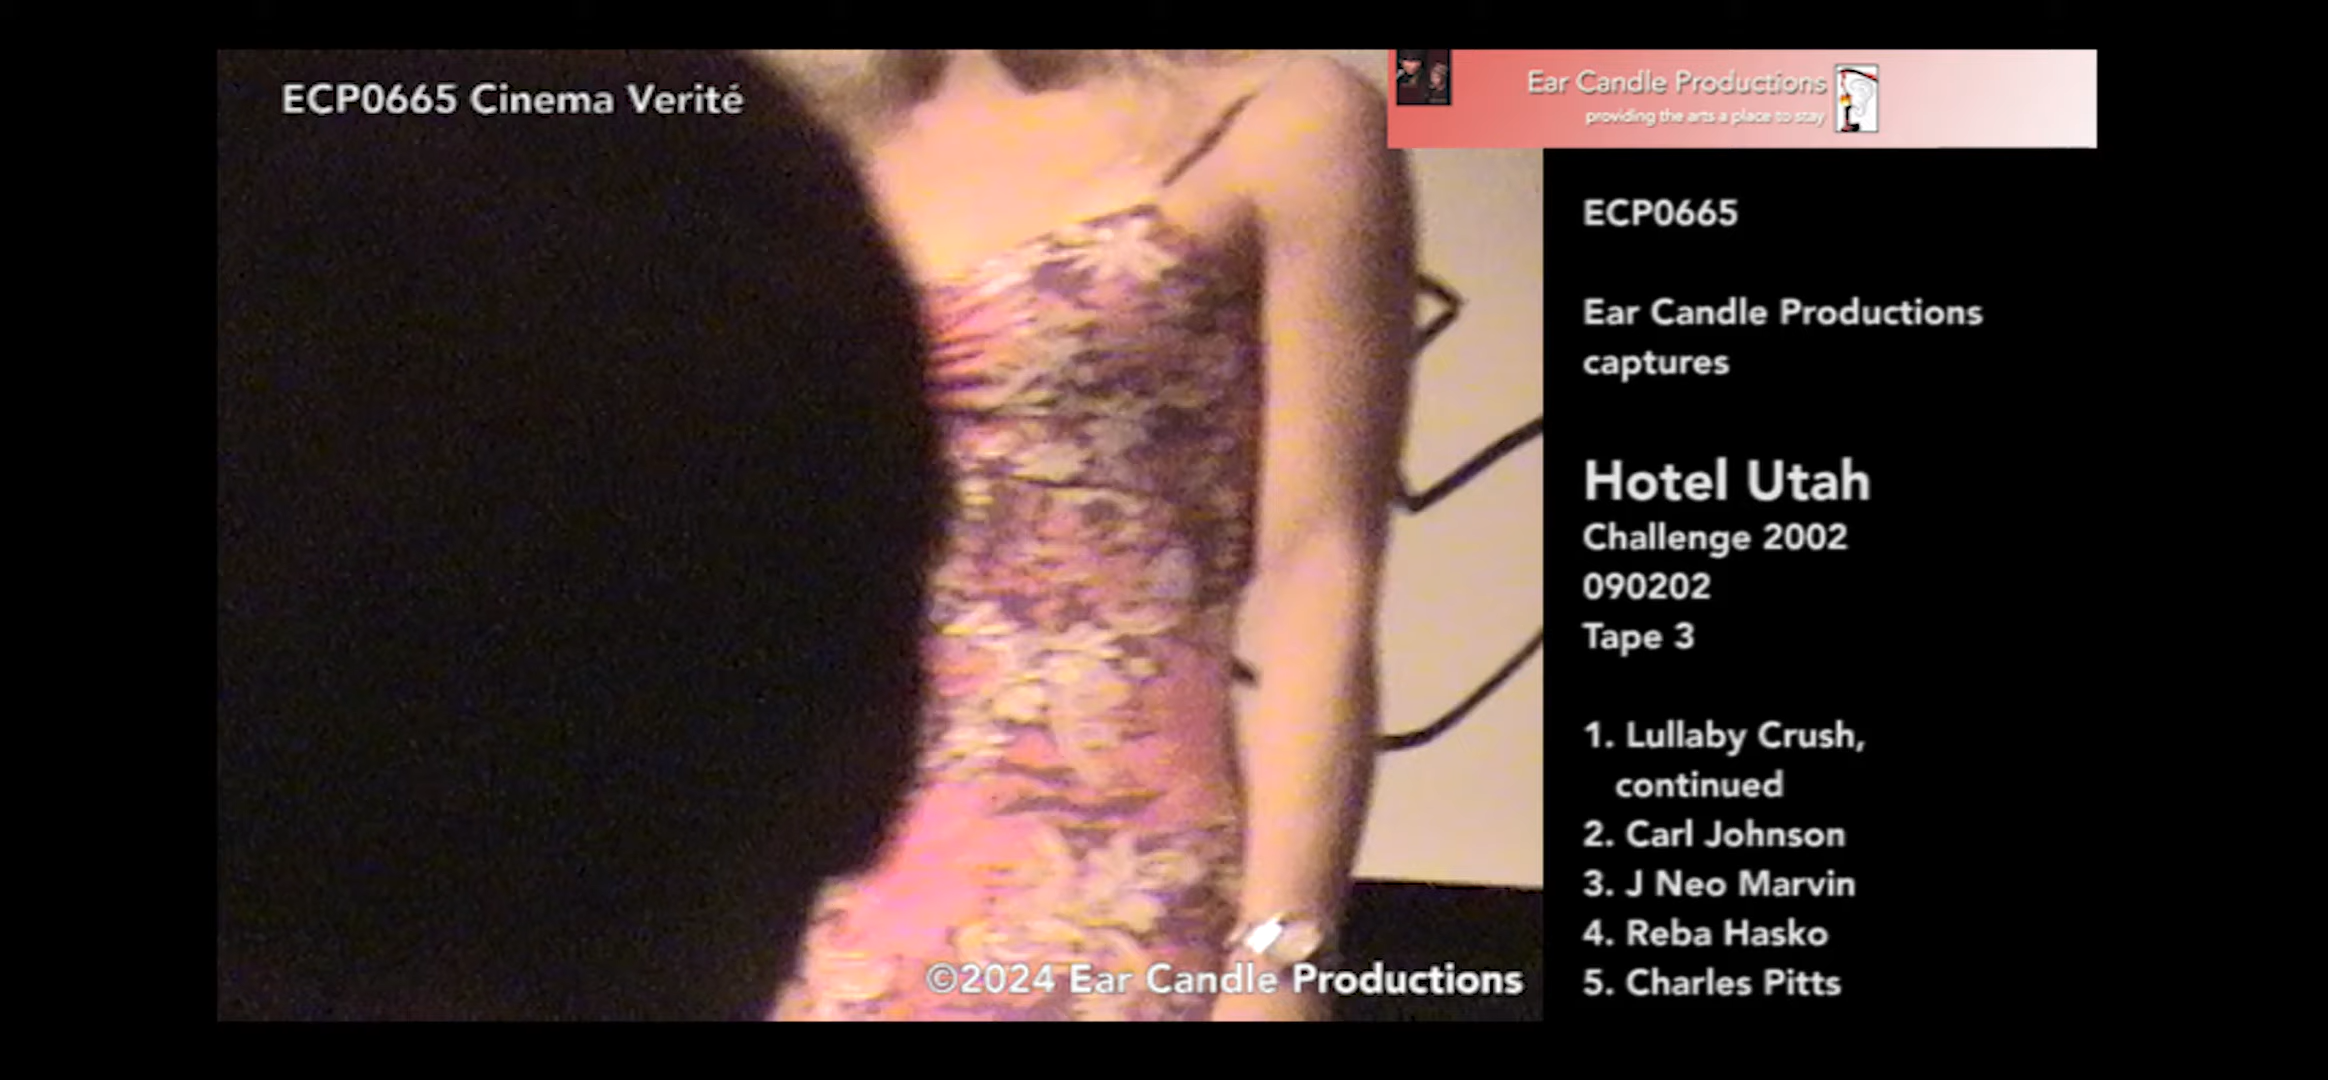 ECP0665 Cinema Verité
Ear Candle Productions
providing the arts a place to stay
ECP0665
Ear Candle Productions
captures
Hotel Utah
Challenge 2002
090202
Tape 3
1. Lullaby Crush,
continued
2. Carl Johnson
3. J Neo Marvin
4. Reba Hasko
5. Charles Pitts
©2024 Ear Candle Productions